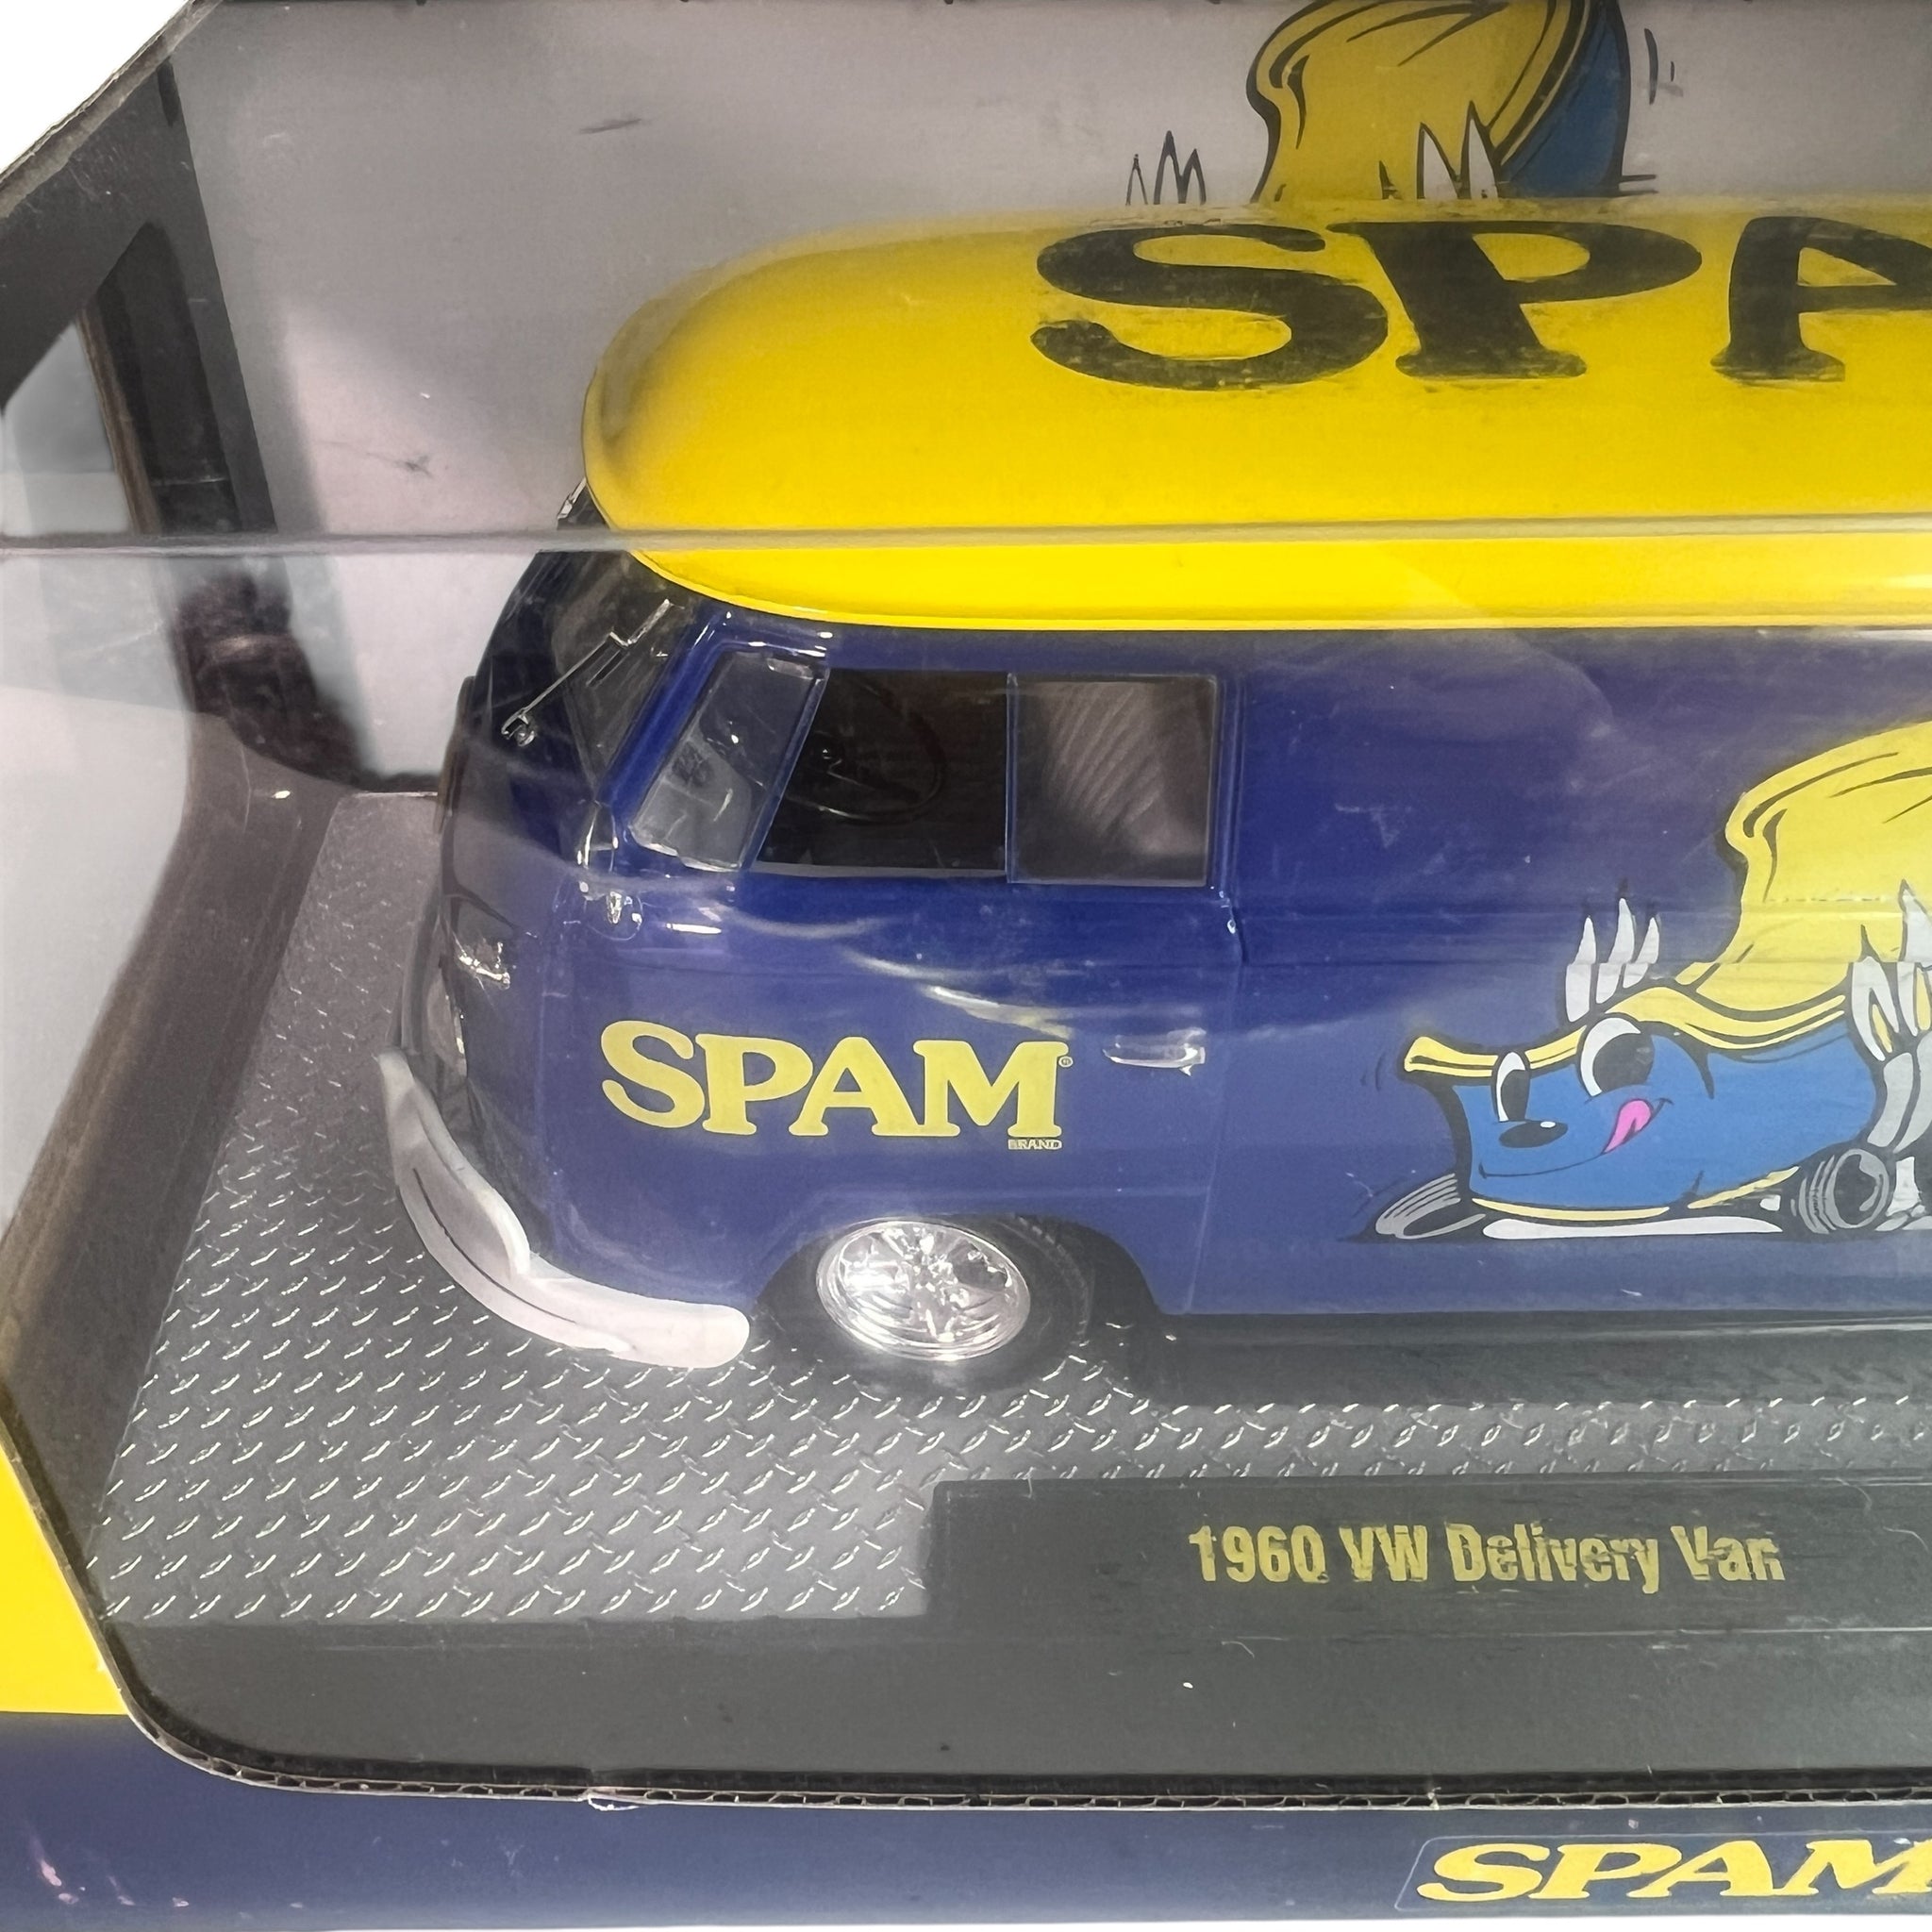 SPA
SPAM®
BRAND
1960 VW Delivery Van
SPAM